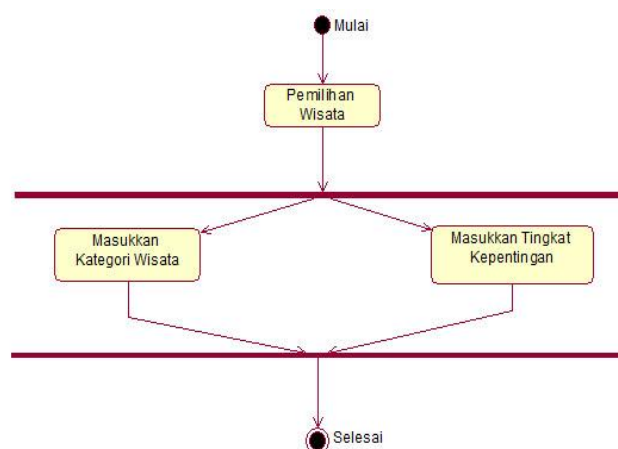 Mulai
Pemilihan
Wisata
Masukkan
Kategori Wisata
Masukkan Tingkat
Kepentingan
Selesai